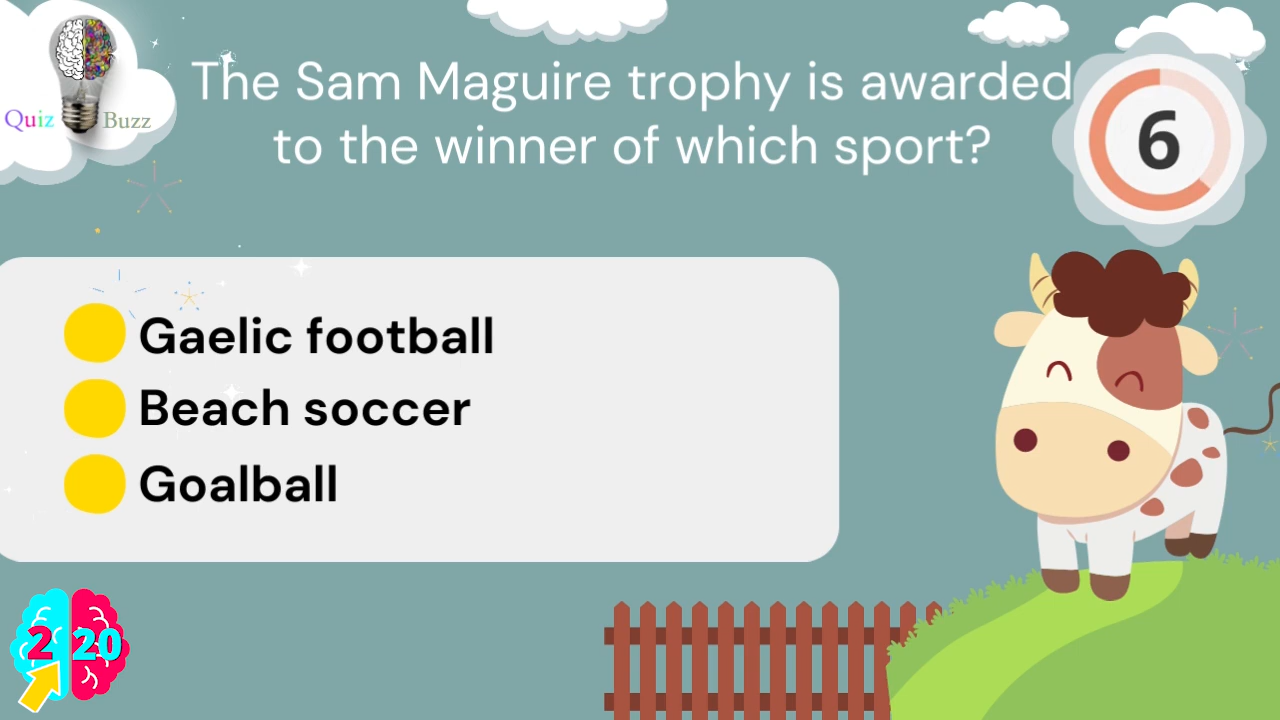 The Sam Maguire trophy is awarded
to the winner of which sport?
6
Quiz Buzz
Gaelic football
Beach soccer
Goalball
2 20